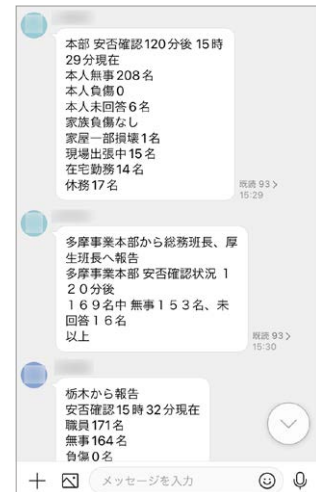 本部 安否確認120分後 15時
29分現在
本人無事208名
本人負傷0
本人未回答6名
家族負傷なし
家屋一部損壊1名
現場出張中15名
在宅勤務14名
休務17名
既読 93
15:29
多摩事業本部から総務班長、厚
生班長へ報告
多摩事業本部 安否確認状況 1
20分後
169名中 無事153名、未
回答16名
以上
既読 93
15:30
栃木から報告
安否確認15時32分現在
職員171名
無事164名
負傷0名
メッセージを入力